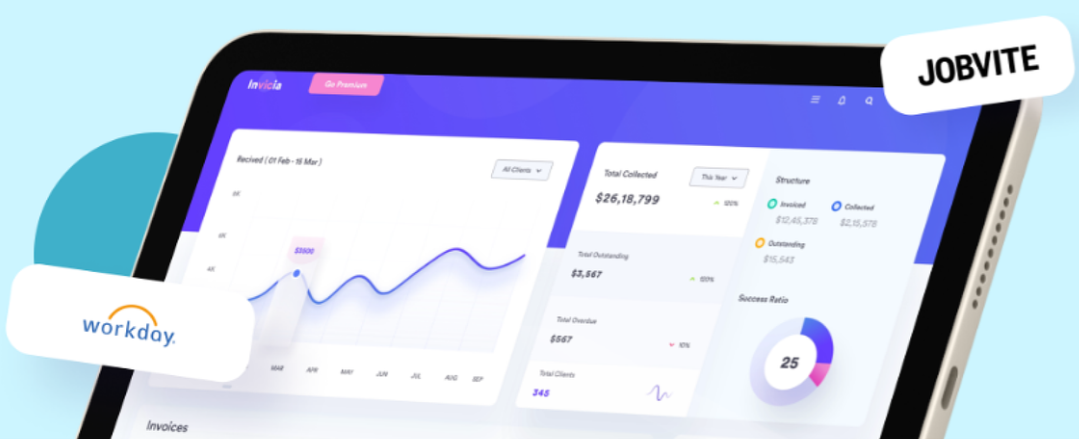 Invicia
Go Premium
JOBVITE
Recived ( 01 Feb - 15 Mar )
All Clients
8K
6K
4K
$3500
MAR APR MAY JUN JUL AUG SEP
Total Collected
This Year
$26,18,799
100%
Total Outstanding
$3,567
100%
Total Overdue
$567
10%
Total Clients
345
Structure
Invoiced
$12,45,378
Collected
$2,15,578
Outstanding
$15,543
Success Ratio
25
workday.
Invoices